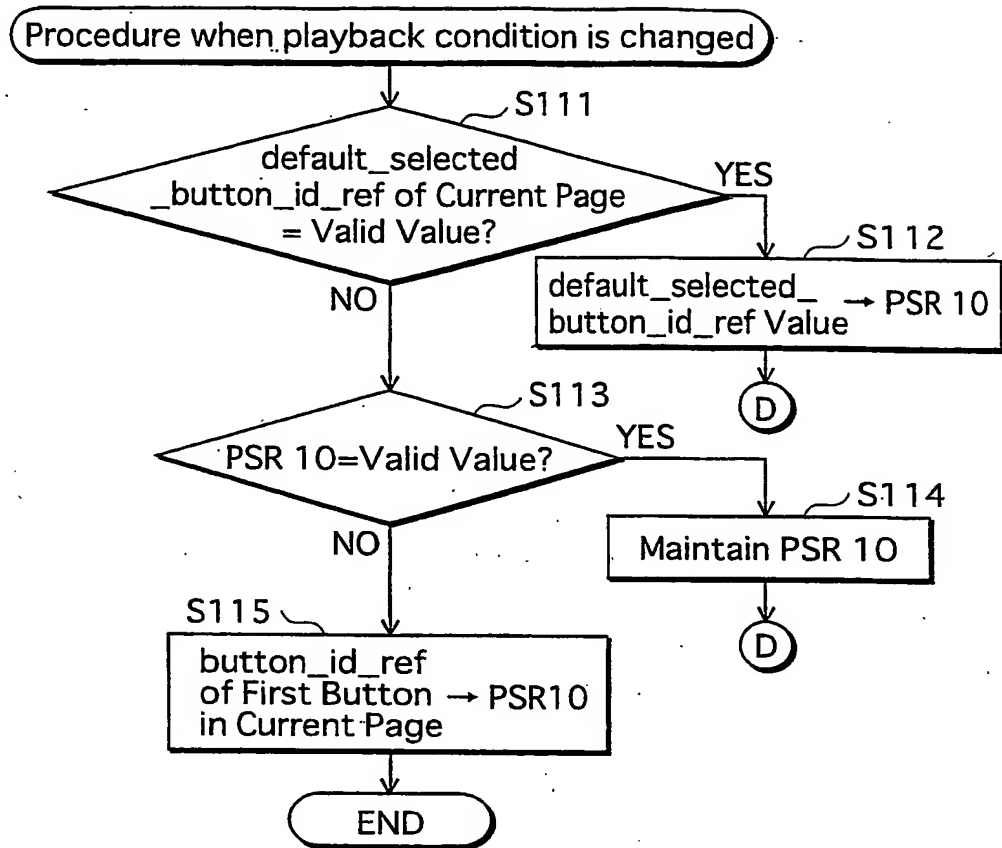 Procedure when playback condition is changed
S111
default_selected
_button_id_ref of Current Page
= Valid Value?
YES
NO
S112
default_selected_
button_id_ref Value → PSR 10
D
S113
PSR 10=Valid Value?
YES
NO
S114
Maintain PSR 10
D
S115
button_id_ref
of First Button → PSR10
in Current Page
END